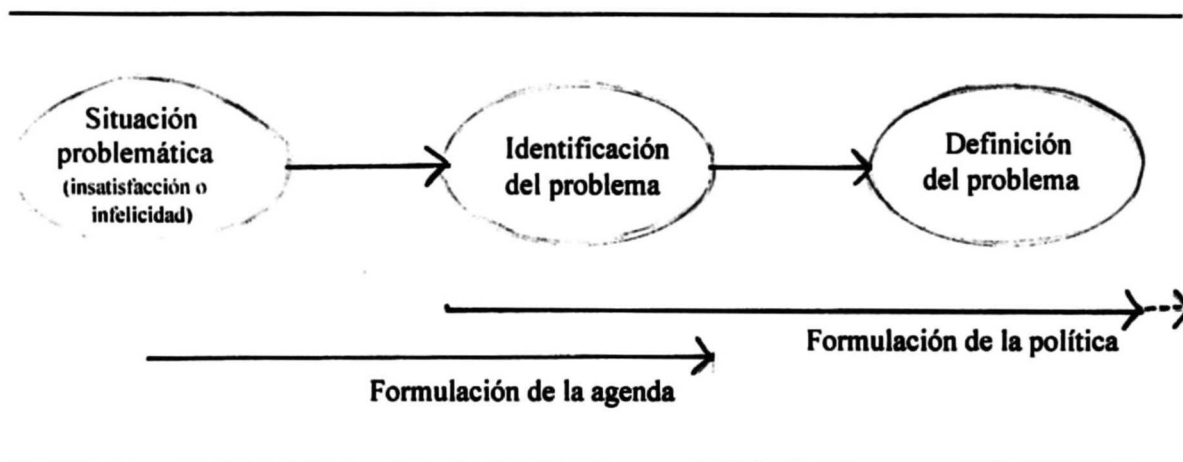 Situación
problemática
(insatisfacción o
infelicidad)
Identificación
del problema
Definición
del problema
Formulación de la política
Formulación de la agenda